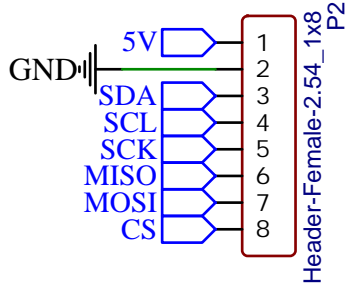 5V 1
GND 2
SDA 3
SCL 4
SCK 5
MISO 6
MOSI 7
CS 8
P2
Header-Female-2.54_1x8